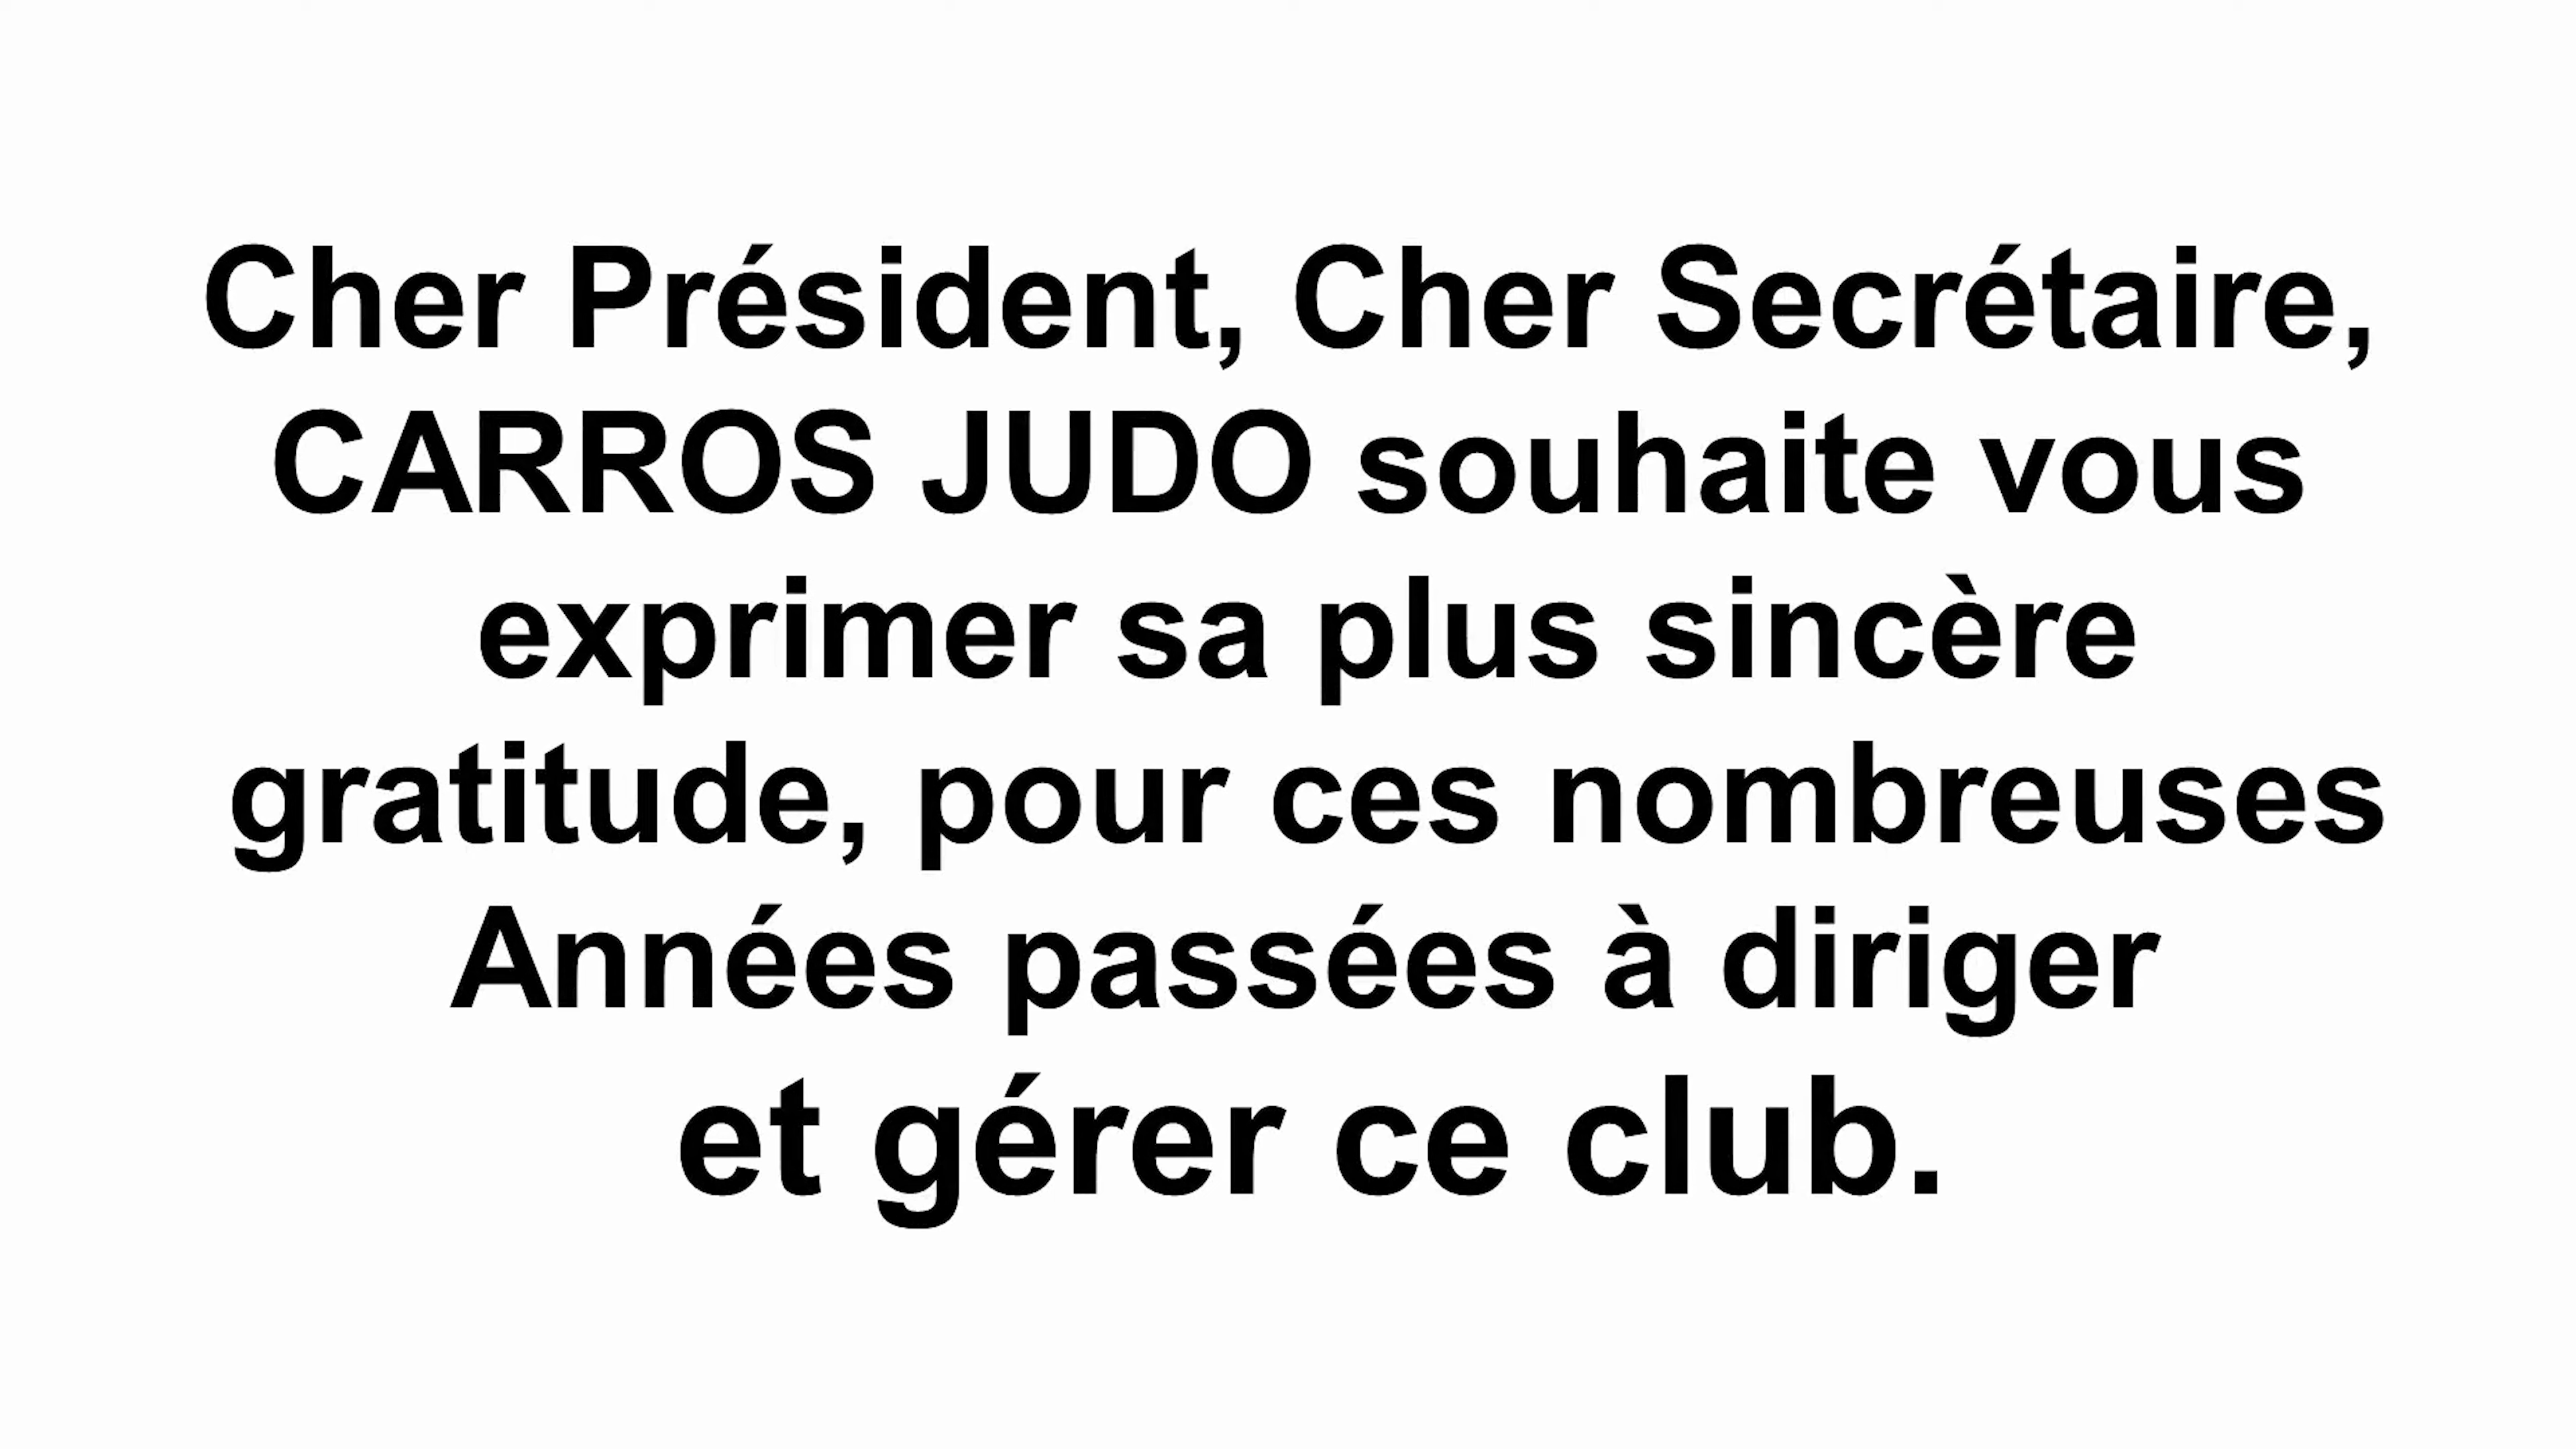 Cher Président, Cher Secrétaire,
CARROS JUDO souhaite vous
exprimer sa plus sincère
gratitude, pour ces nombreuses
Années passées à diriger
et gérer ce club.